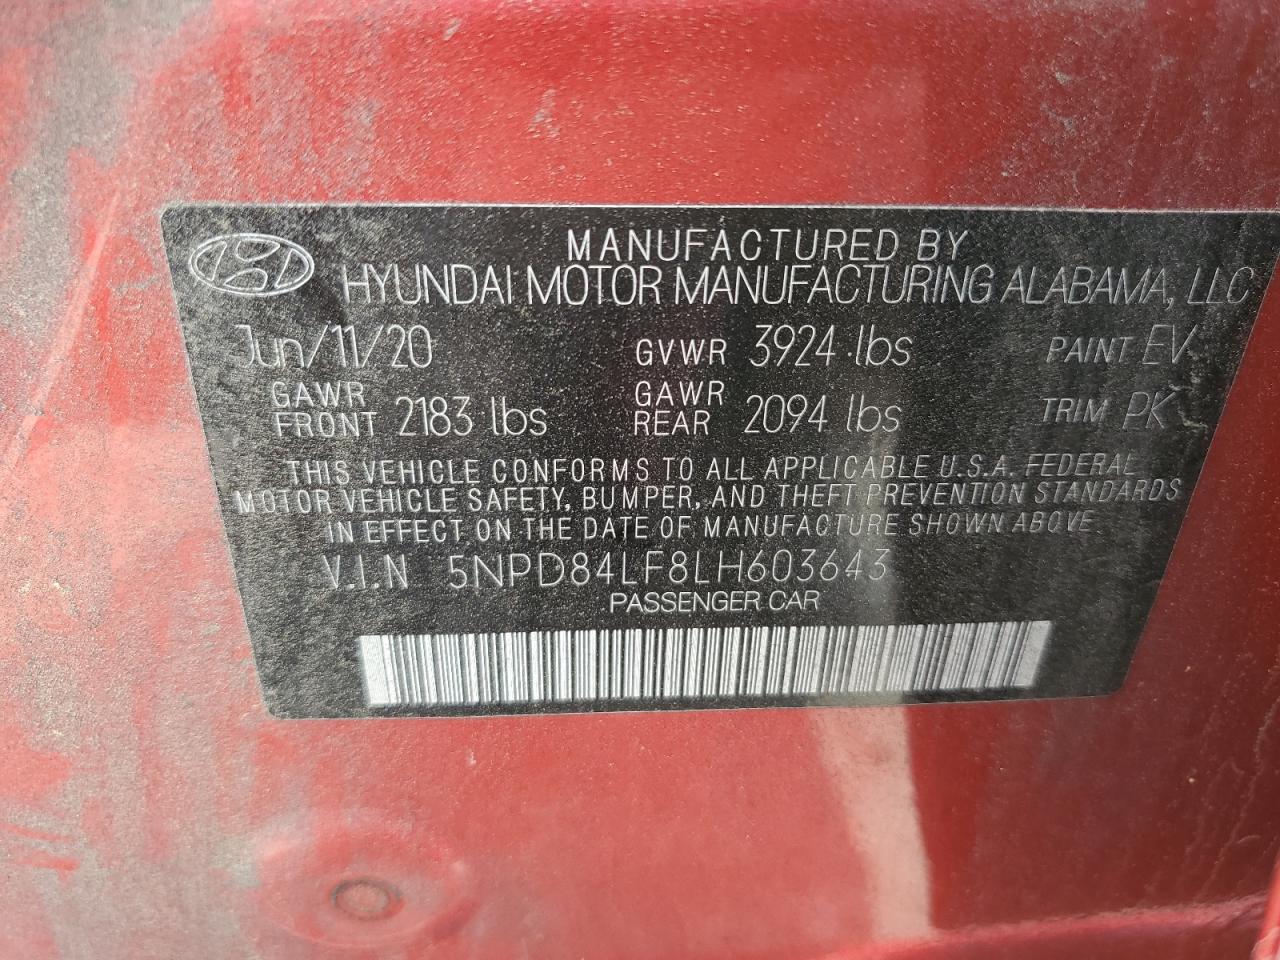 MANUFACTURED BY
HYUNDAI MOTOR MANUFACTURING ALABAMA, LLC
Jun/11/20 GVWR 3924 lbs PAINT EV
GAWR FRONT 2183 lbs GAWR REAR 2094 lbs TRIM PK
THIS VEHICLE CONFORMS TO ALL APPLICABLE U.S.A. FEDERAL
MOTOR VEHICLE SAFETY, BUMPER, AND THEFT PREVENTION STANDARDS
IN EFFECT ON THE DATE OF MANUFACTURE SHOWN ABOVE.
V.I.N 5NPD84LF8LH603643
PASSENGER CAR